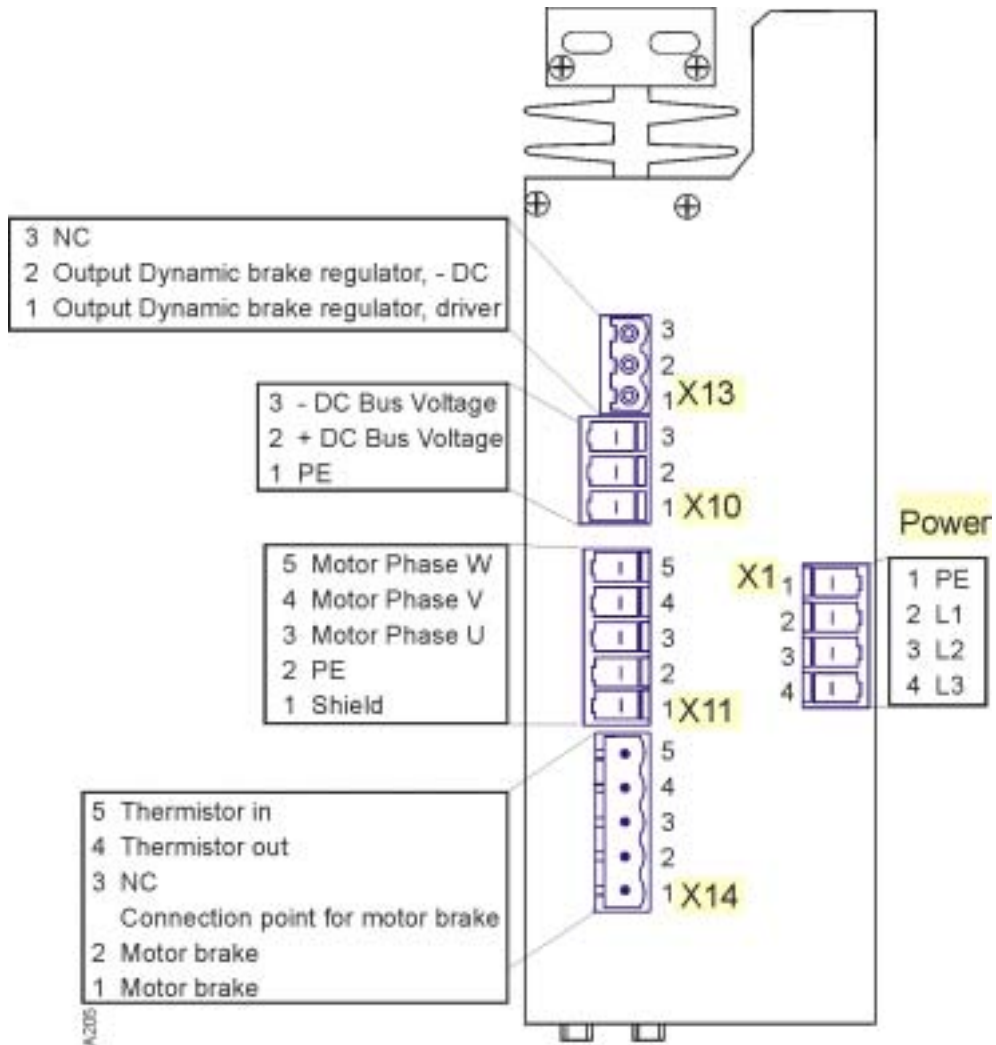 3 NC
2 Output Dynamic brake regulator, - DC
1 Output Dynamic brake regulator, driver
3
2
1 X13
3 - DC Bus Voltage
2 + DC Bus Voltage
1 PE
3
2
1 X10
5 Motor Phase W
4 Motor Phase V
3 Motor Phase U
2 PE
1 Shield
5
4
3
2
1 X11
Power
X1 1
2
3
4
1 PE
2 L1
3 L2
4 L3
5 Thermistor in
4 Thermistor out
3 NC
Connection point for motor brake
2 Motor brake
1 Motor brake
5
4
3
2
1 X14
A205